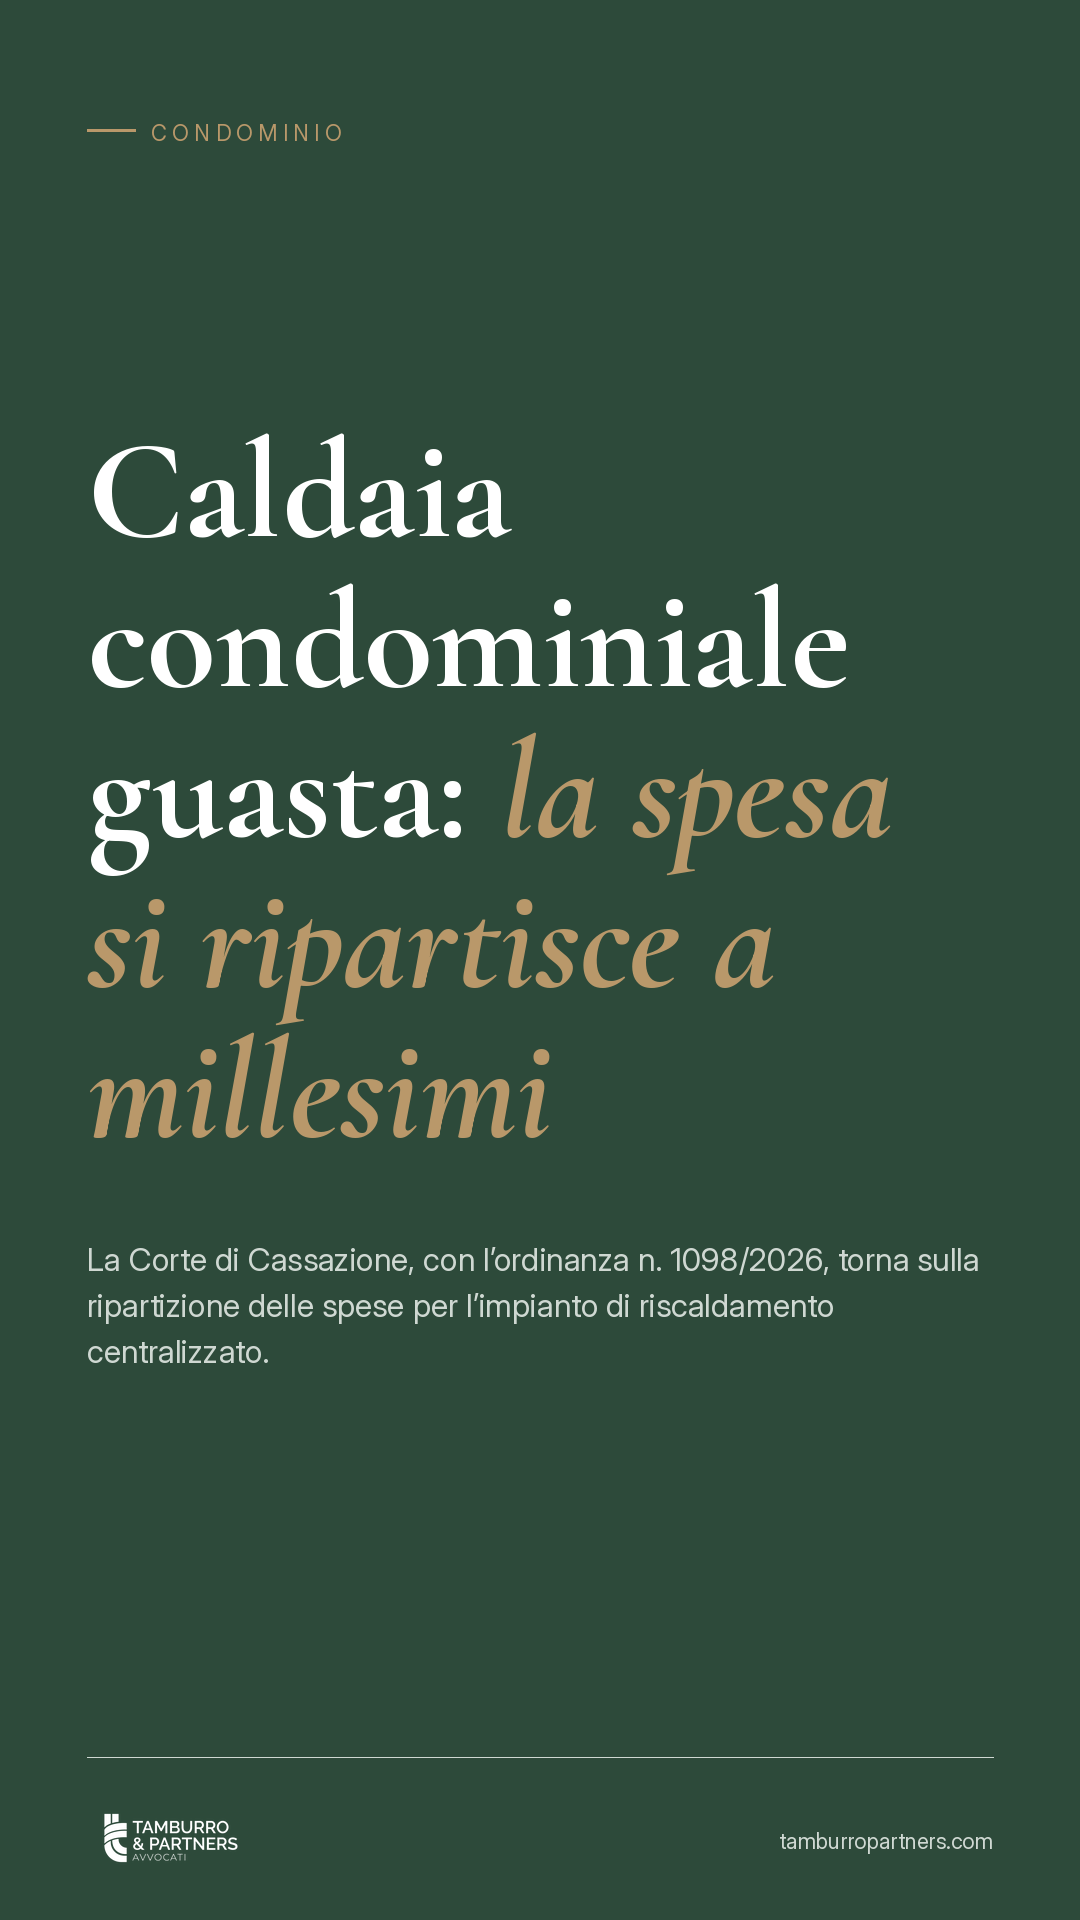 CONDOMINIO
Caldaia
condominiale
guasta: la spesa
si ripartisce a
millesimi
La Corte di Cassazione, con l’ordinanza n. 1098/2026, torna sulla
ripartizione delle spese per l’impianto di riscaldamento
centralizzato.
TAMBURRO
& PARTNERS
AVVOCATI
tamburropartners.com